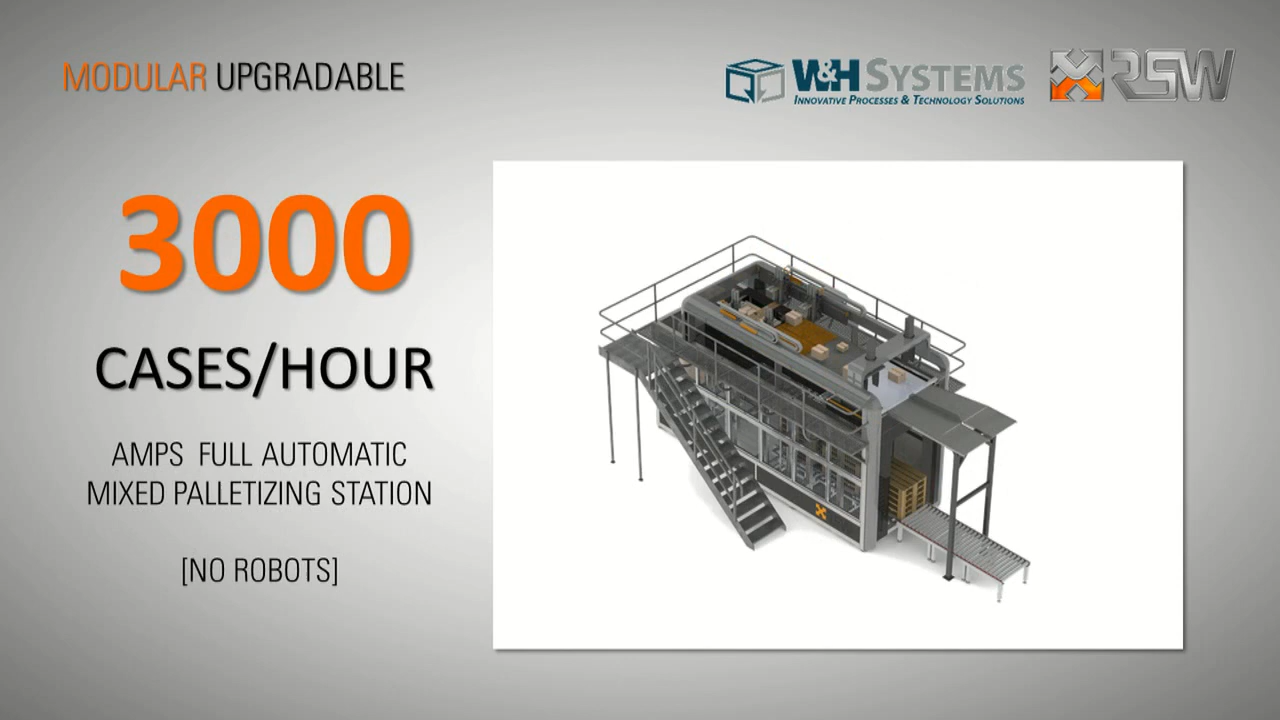 MODULAR UPGRADABLE
W&H SYSTEMS
INNOVATIVE PROCESSES & TECHNOLOGY SOLUTIONS
RSW
3000
CASES/HOUR
AMPS FULL AUTOMATIC
MIXED PALLETIZING STATION
[NO ROBOTS]